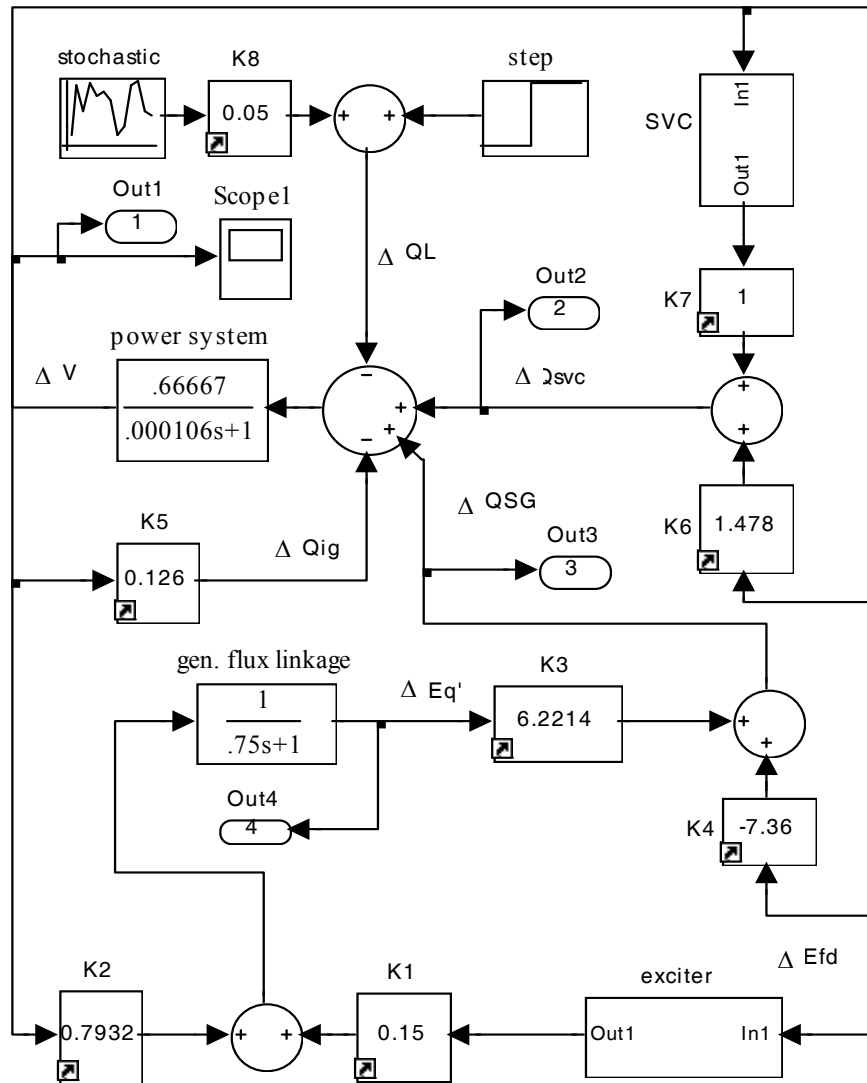 stochastic
K8
step
0.05
+
+
In1
SVC
Out1
Out1
1
Scope1
Δ QL
Out2
2
K7
1
power system
Δ V
.66667
.000106s+1
−
+
+
−
Δ Qsvc
+
+
Δ QSG
K6
1.478
K5
0.126
Δ Qig
Out3
3
gen. flux linkage
1
.75s+1
Δ Eq'
K3
6.2214
+
+
Out4
4
K4
-7.36
Δ Efd
K2
0.7932
+
+
K1
0.15
exciter
Out1
In1